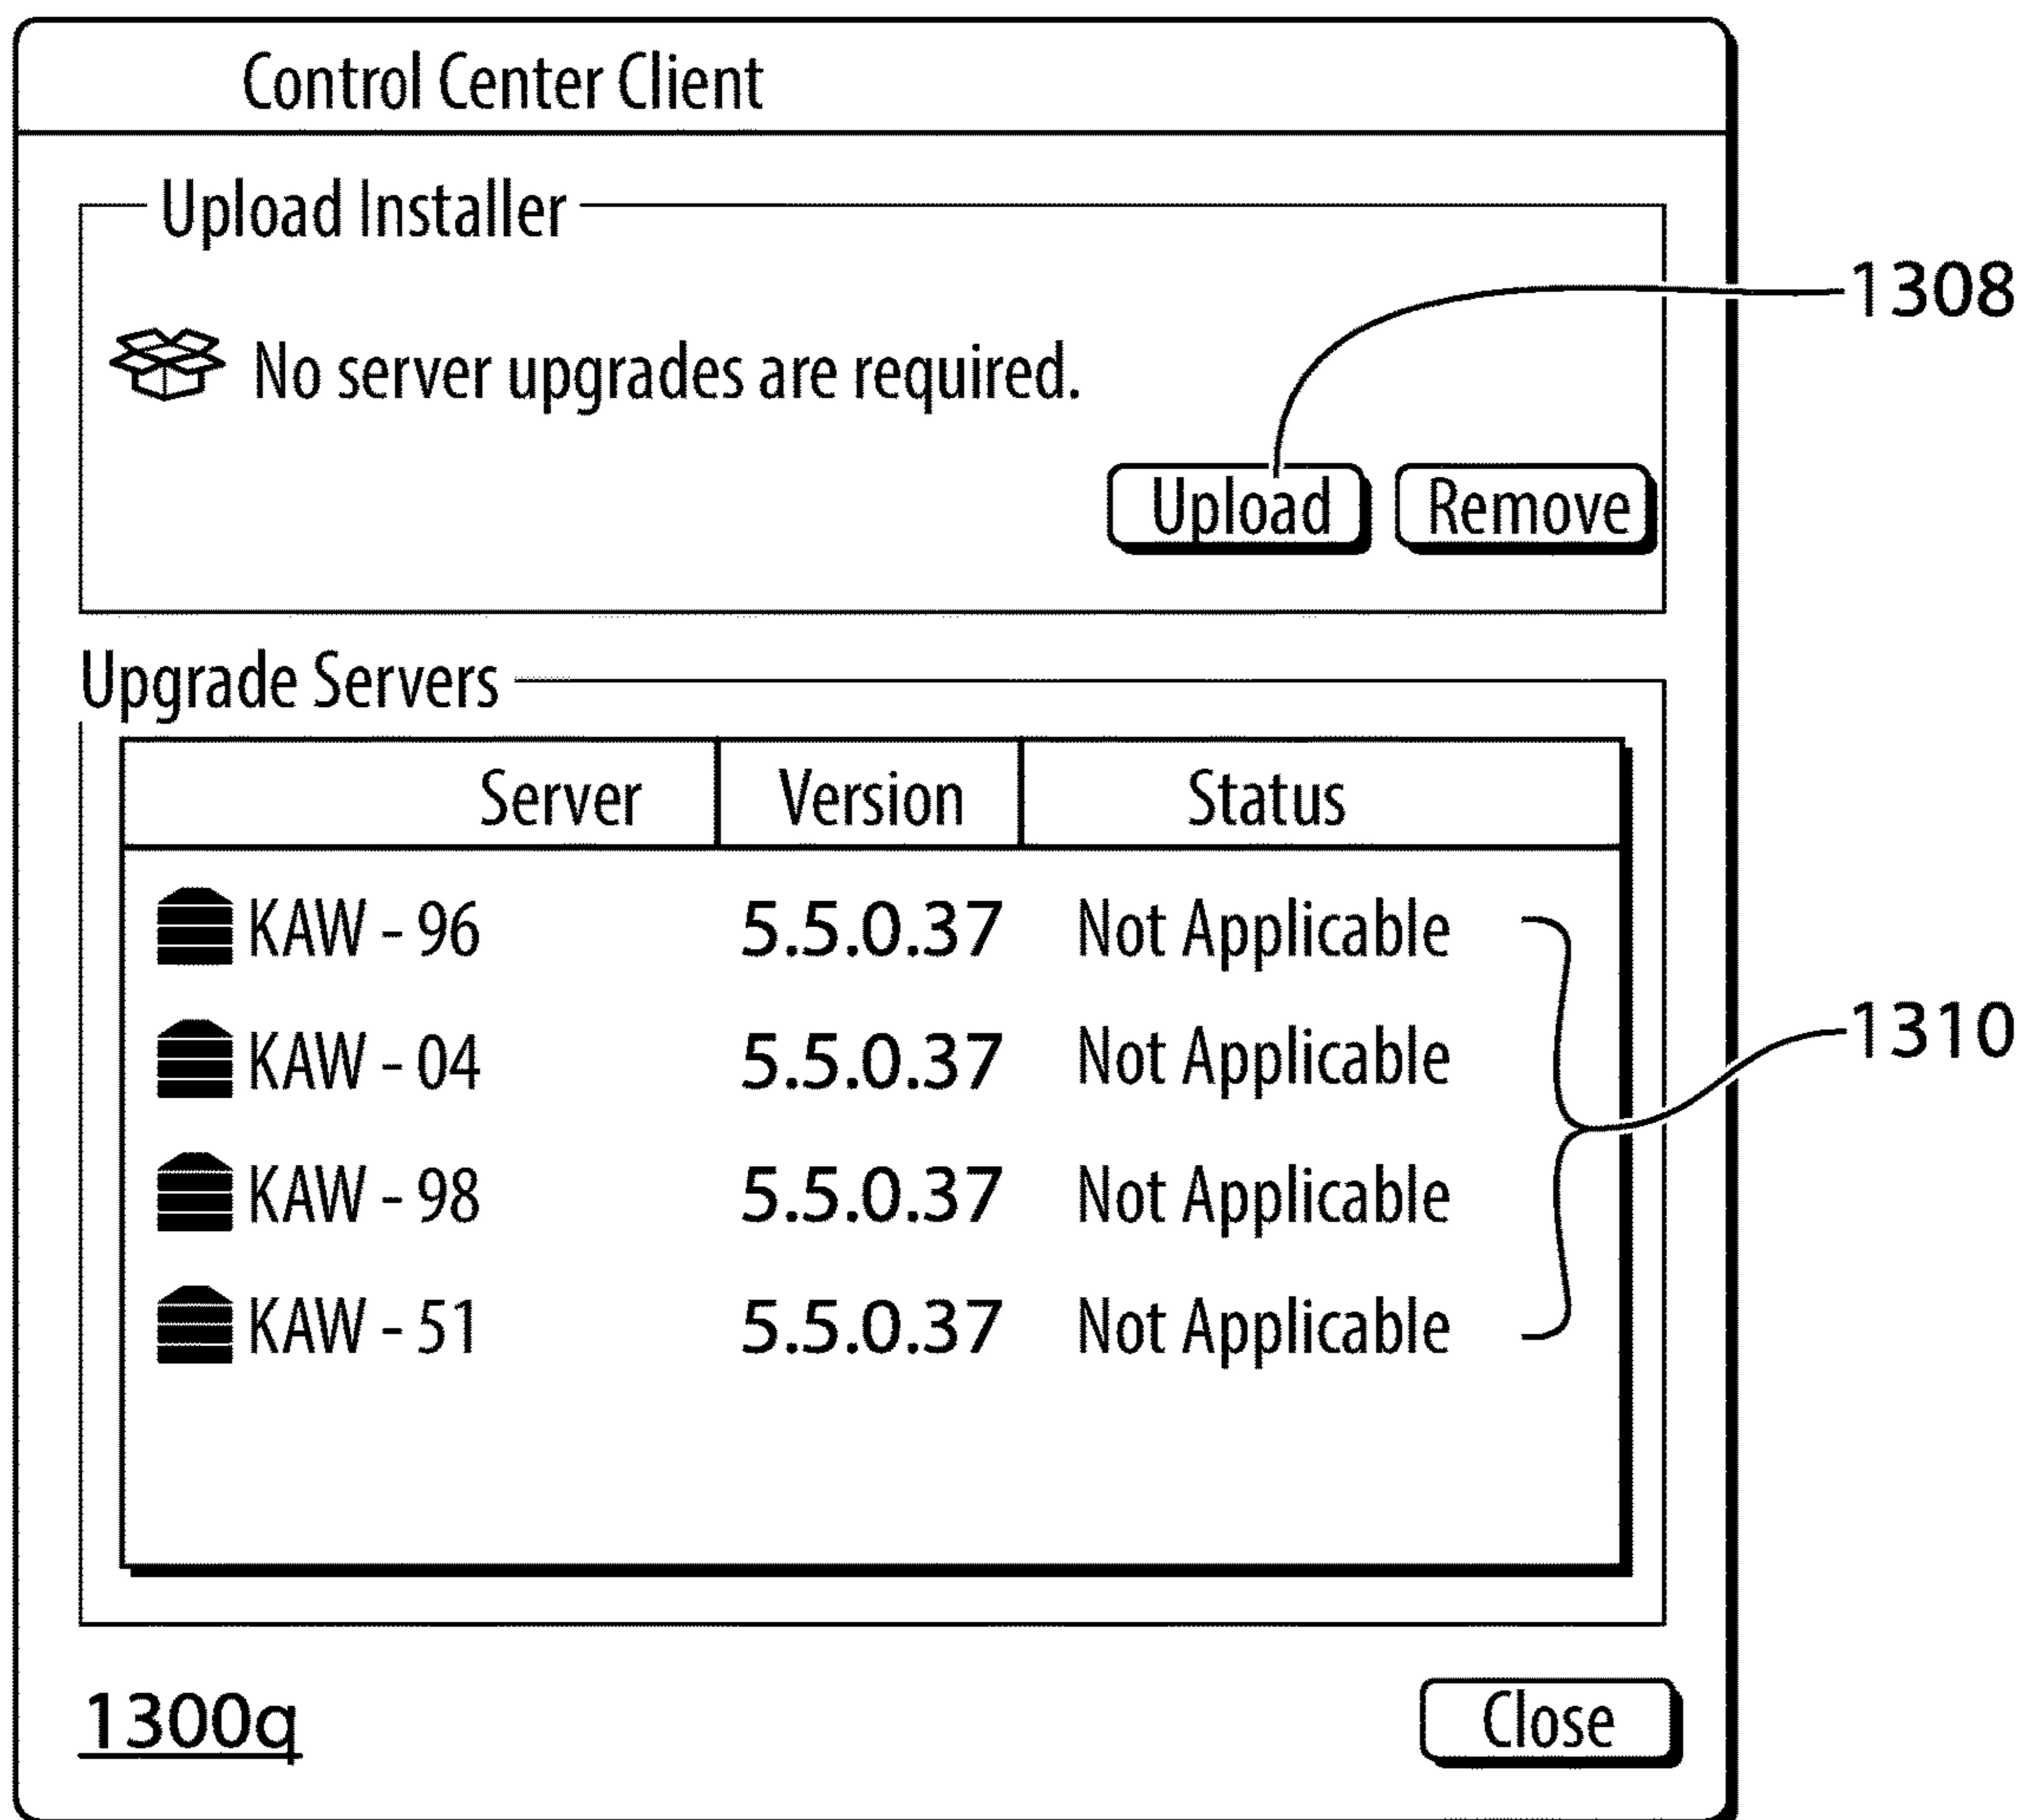 Control Center Client
Upload Installer
1308
No server upgrades are required.
Upload Remove
Upgrade Servers
Server Version Status
KAW - 96 5.5.0.37 Not Applicable
1310
KAW - 04 5.5.0.37 Not Applicable
KAW - 98 5.5.0.37 Not Applicable
KAW - 51 5.5.0.37 Not Applicable
1300q
Close